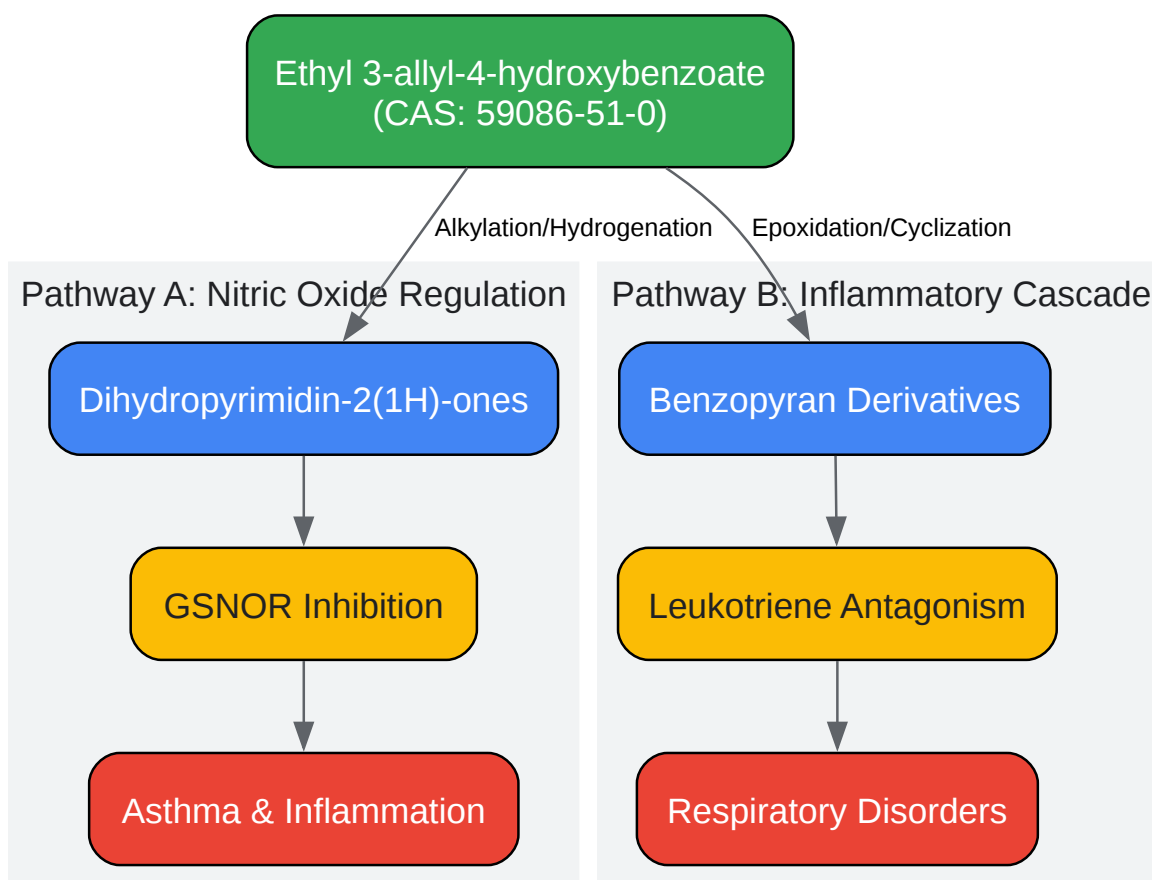 Ethyl 3-allyl-4-hydroxybenzoate
(CAS: 59086-51-0)
Alkylation/Hydrogenation
Epoxidation/Cyclization
Pathway A: Nitric Oxide Regulation
Pathway B: Inflammatory Cascade
Dihydropyrimidin-2(1H)-ones
Benzopyran Derivatives
GSNOR Inhibition
Leukotriene Antagonism
Asthma & Inflammation
Respiratory Disorders